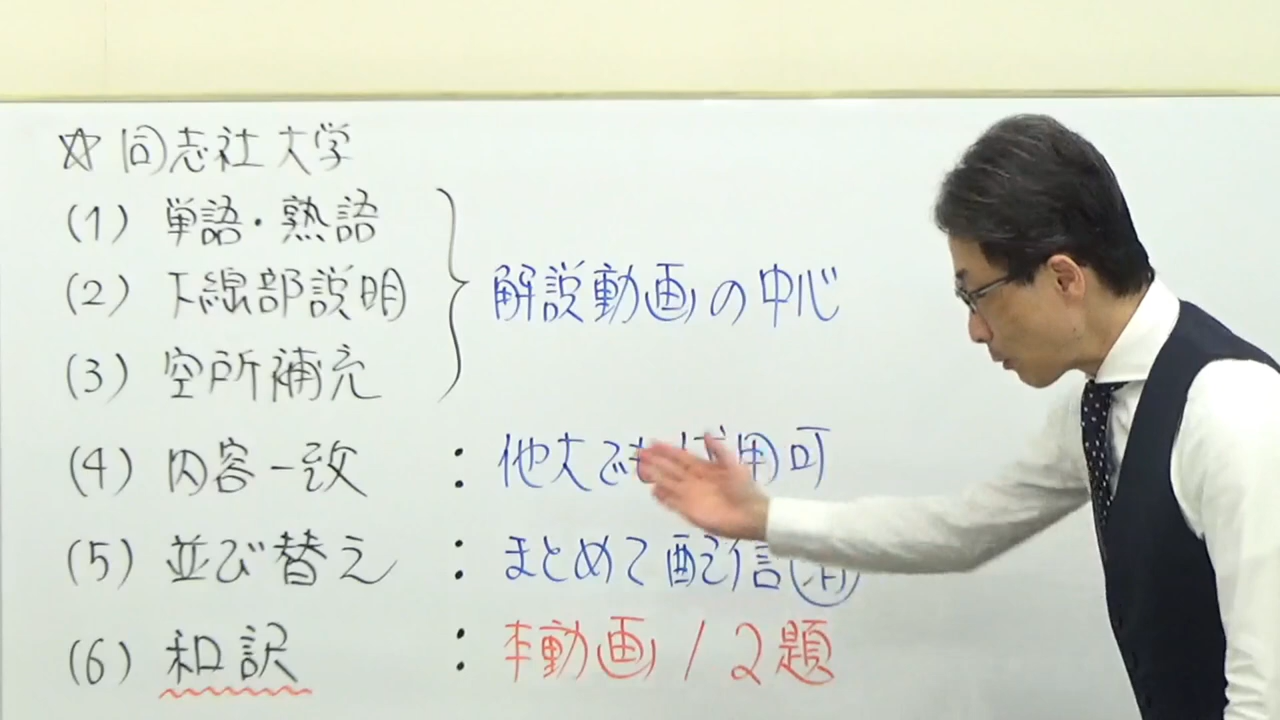 ☆ 同志社大学
(1) 単語・熟語
(2) 下線部説明
(3) 空所補充
解説動画の中心
(4) 内容一致 : 他大でも 用可
(5) 並び替え : まとめて配信
(6) 和訳 : 本動画 / 2題